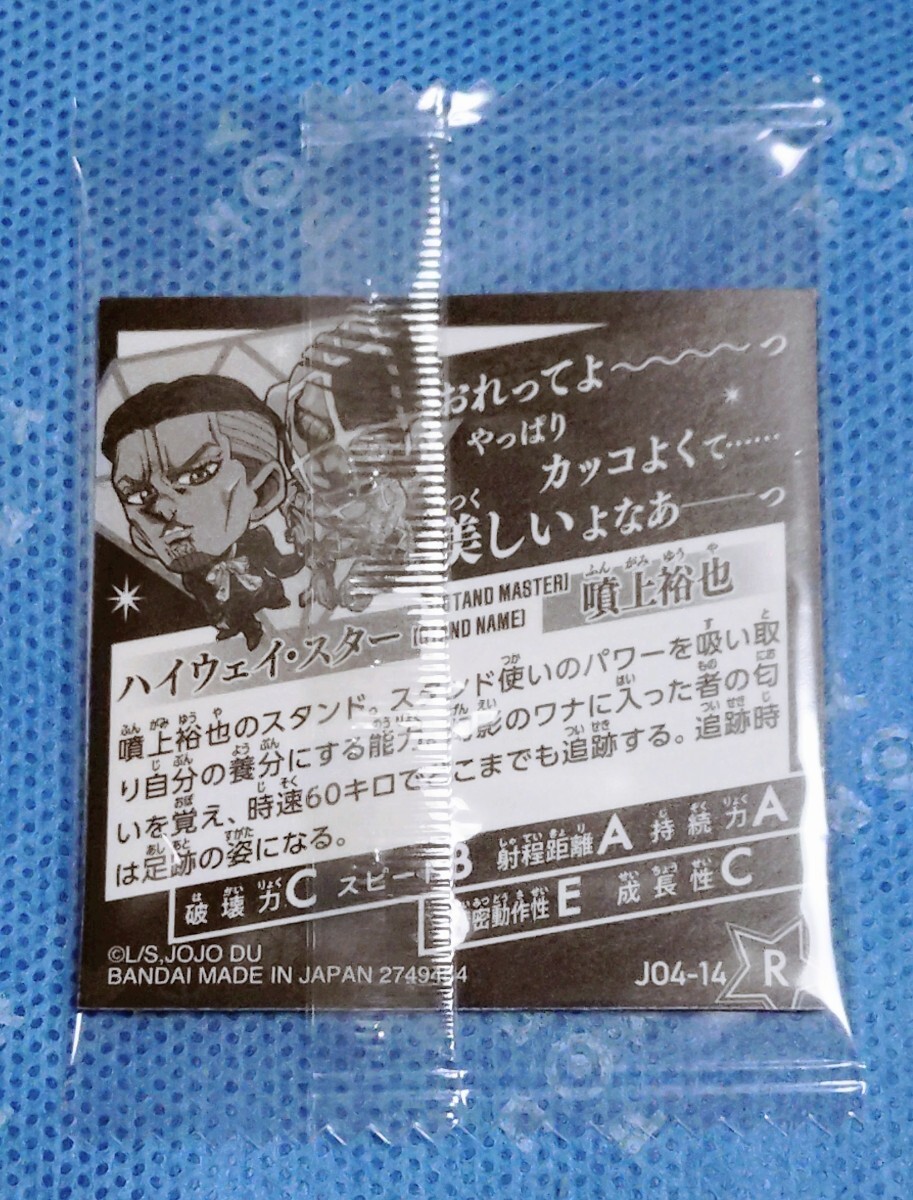 おれってよ〜〜〜〜っ
やっぱり
カッコよくて……
美しいよなあ──っ
TAND MASTER] 噴上裕也
ハイウェイ・スター ND NAME]
噴上裕也のスタンド。スタンド使いのパワーを吸い取
り自分の養分にする能力 影のワナに入った者の匂
いを覚え、時速60キロで こまでも追跡する。追跡時
は足跡の姿になる。
破壊力C スピード B 射程距離A 持続力A
密動作性E 成長性C
©L/S,JOJO DU
BANDAI MADE IN JAPAN
JO4-14 R